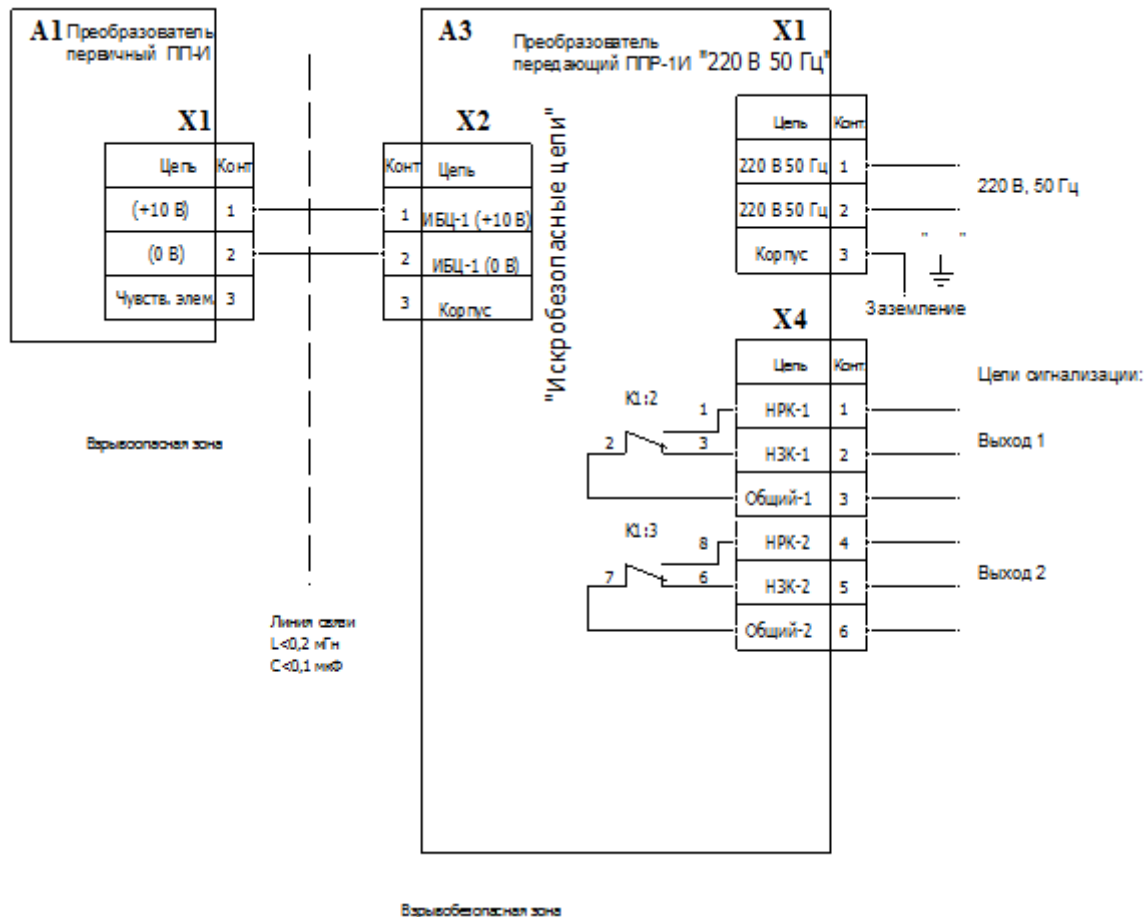 А1 Преобразователь
первичный ПП-И
X1
Цепь Конт
(+10 В) 1
(0 В) 2
Чувств. элем. 3
Взрывоопасная зона
Линия связи
L<0,2 мГн
C<0,1 мкФ
А3 Преобразователь
передающий ППР-1И "220 В 50 Гц"
X2
Конт Цепь
1 ИБЦ-1 (+10 В)
2 ИБЦ-1 (0 В)
3 Корпус
"Искробезопасные цепи"
X1
Цепь Конт.
220 В 50 Гц 1
220 В 50 Гц 2
Корпус 3
220 В, 50 Гц
" "
Заземление
X4
Цепь Конт.
НРК-1 1
НЗК-1 2
Общий-1 3
НРК-2 4
НЗК-2 5
Общий-2 6
К1:2
1
2 3
К1:3
8
7 6
Цепи сигнализации:
Выход 1
Выход 2
Взрывобезопасная зона